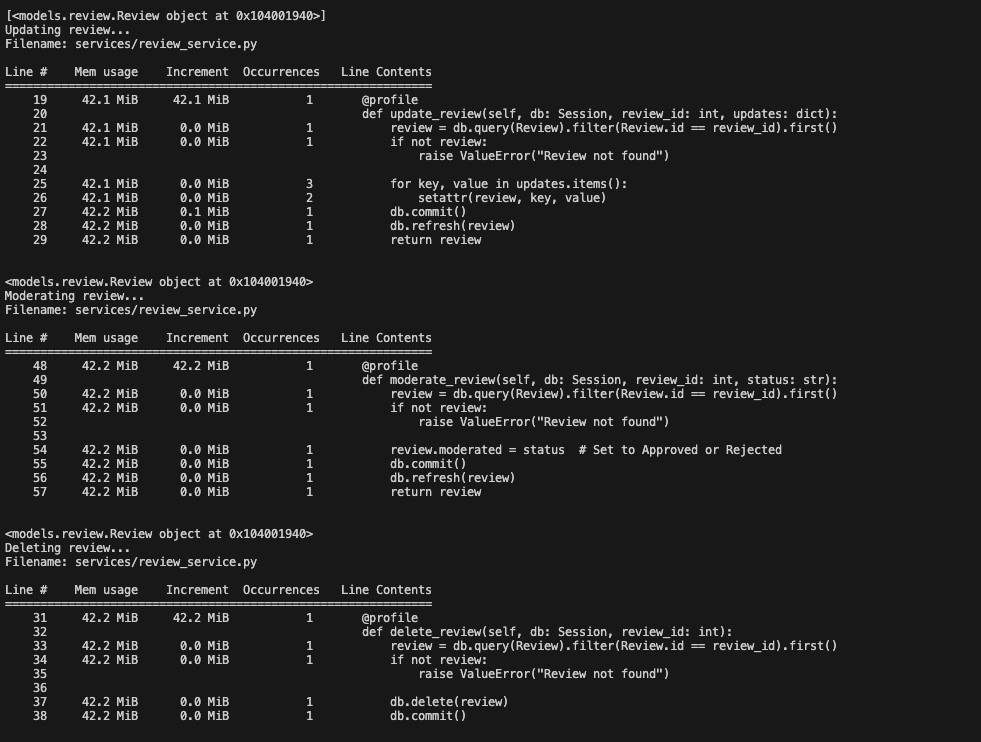 [<models.review.Review object at 0x104001940>]
Updating review...
Filename: services/review_service.py

Line #    Mem usage    Increment  Occurrences   Line Contents
=============================================================
    19     42.1 MiB     42.1 MiB           1       @profile
    20                                             def update_review(self, db: Session, review_id: int, updates: dict):
    21     42.1 MiB      0.0 MiB           1           review = db.query(Review).filter(Review.id == review_id).first()
    22     42.1 MiB      0.0 MiB           1           if not review:
    23                                                     raise ValueError("Review not found")
    24
    25     42.1 MiB      0.0 MiB           3           for key, value in updates.items():
    26     42.1 MiB      0.0 MiB           2               setattr(review, key, value)
    27     42.2 MiB      0.1 MiB           1           db.commit()
    28     42.2 MiB      0.0 MiB           1           db.refresh(review)
    29     42.2 MiB      0.0 MiB           1           return review


<models.review.Review object at 0x104001940>
Moderating review...
Filename: services/review_service.py

Line #    Mem usage    Increment  Occurrences   Line Contents
=============================================================
    48     42.2 MiB     42.2 MiB           1       @profile
    49                                             def moderate_review(self, db: Session, review_id: int, status: str):
    50     42.2 MiB      0.0 MiB           1           review = db.query(Review).filter(Review.id == review_id).first()
    51     42.2 MiB      0.0 MiB           1           if not review:
    52                                                     raise ValueError("Review not found")
    53
    54     42.2 MiB      0.0 MiB           1           review.moderated = status  # Set to Approved or Rejected
    55     42.2 MiB      0.0 MiB           1           db.commit()
    56     42.2 MiB      0.0 MiB           1           db.refresh(review)
    57     42.2 MiB      0.0 MiB           1           return review


<models.review.Review object at 0x104001940>
Deleting review...
Filename: services/review_service.py

Line #    Mem usage    Increment  Occurrences   Line Contents
=============================================================
    31     42.2 MiB     42.2 MiB           1       @profile
    32                                             def delete_review(self, db: Session, review_id: int):
    33     42.2 MiB      0.0 MiB           1           review = db.query(Review).filter(Review.id == review_id).first()
    34     42.2 MiB      0.0 MiB           1           if not review:
    35                                                     raise ValueError("Review not found")
    36
    37     42.2 MiB      0.0 MiB           1           db.delete(review)
    38     42.2 MiB      0.0 MiB           1           db.commit()